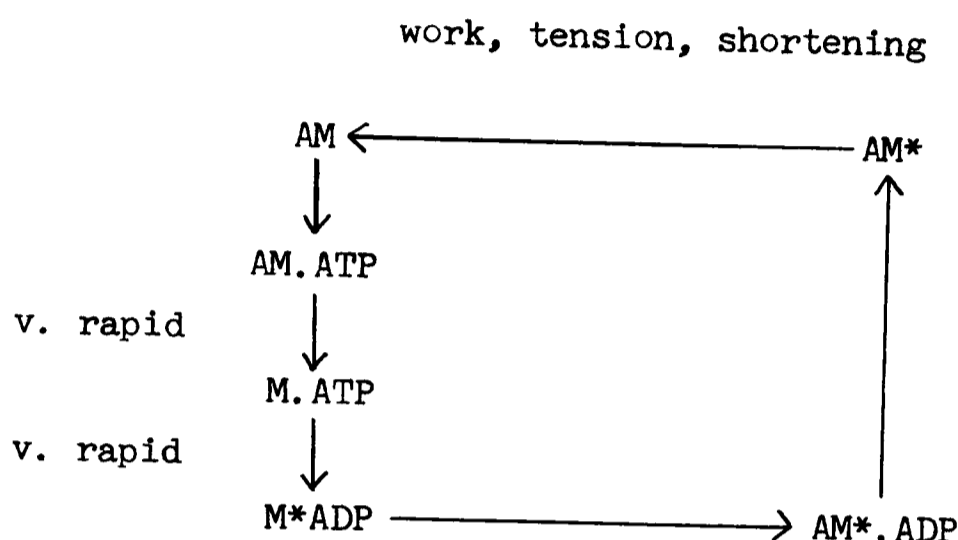 work, tension, shortening
AM
AM*
AM.ATP
v. rapid
M.ATP
v. rapid
M*ADP
AM*.ADP